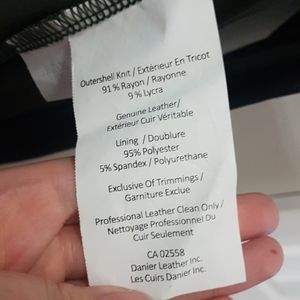 Outershell Knit / Extérieur En Tricot
91% Rayon / Rayonne
9 % Lycra
Genuine Leather/
Extérieur Cuir Véritable
Lining / Doublure
95% Polyester
5% Spandex / Polyurethane
Exclusive Of Trimmings /
Garniture Exclue
Professional Leather Clean Only /
Nettoyage Professionnel Du
Cuir Seulement
CA 02558
Danier Leather Inc.
Les Cuirs Danier Inc.